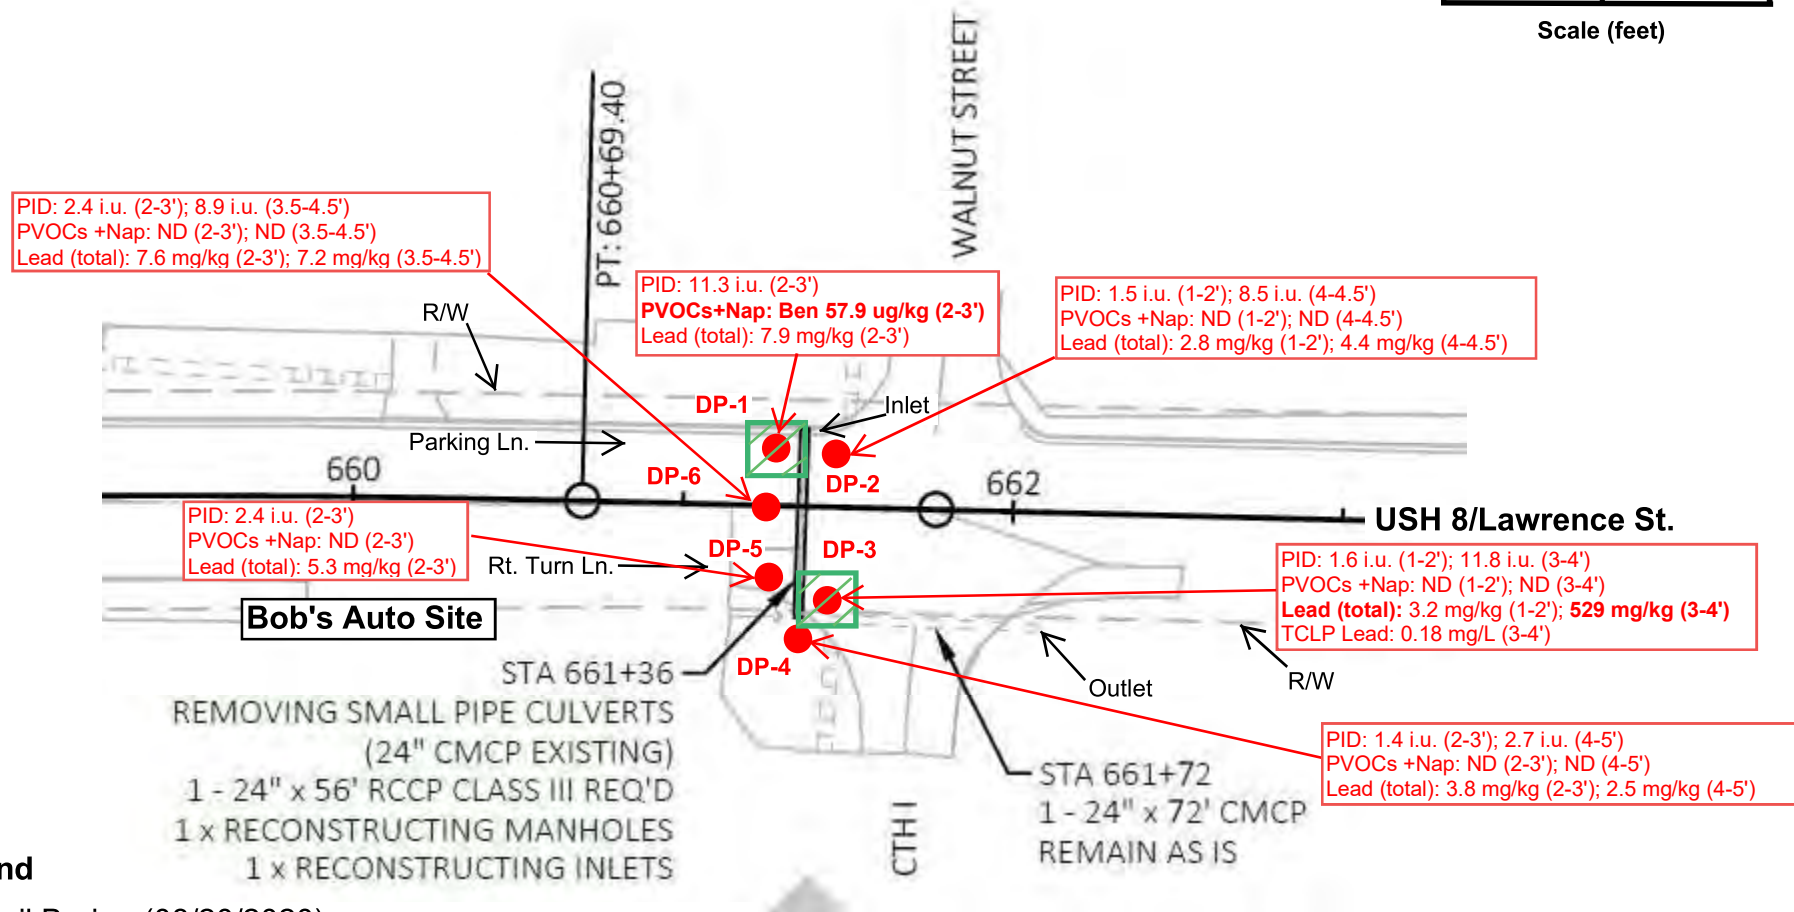 Scale (feet)
WALNUT STREET
PT: 660+69.40
PID: 2.4 i.u. (2-3'); 8.9 i.u. (3.5-4.5')
PVOCs +Nap: ND (2-3'); ND (3.5-4.5')
Lead (total): 7.6 mg/kg (2-3'); 7.2 mg/kg (3.5-4.5')
PID: 11.3 i.u. (2-3')
PVOCs+Nap: Ben 57.9 ug/kg (2-3')
Lead (total): 7.9 mg/kg (2-3')
PID: 1.5 i.u. (1-2'); 8.5 i.u. (4-4.5')
PVOCs +Nap: ND (1-2'); ND (4-4.5')
Lead (total): 2.8 mg/kg (1-2'); 4.4 mg/kg (4-4.5')
R/W
DP-1
Inlet
Parking Ln.
660
DP-6
DP-2
662
USH 8/Lawrence St.
PID: 2.4 i.u. (2-3')
PVOCs +Nap: ND (2-3')
Lead (total): 5.3 mg/kg (2-3')
Rt. Turn Ln.
DP-5
DP-3
PID: 1.6 i.u. (1-2'); 11.8 i.u. (3-4')
PVOCs +Nap: ND (1-2'); ND (3-4')
Lead (total): 3.2 mg/kg (1-2'); 529 mg/kg (3-4')
TCLP Lead: 0.18 mg/L (3-4')
Bob's Auto Site
DP-4
Outlet
R/W
STA 661+36
REMOVING SMALL PIPE CULVERTS
(24" CMCP EXISTING)
1 - 24" x 56' RCCP CLASS III REQ'D
1 x RECONSTRUCTING MANHOLES
1 x RECONSTRUCTING INLETS
PID: 1.4 i.u. (2-3'); 2.7 i.u. (4-5')
PVOCs +Nap: ND (2-3'); ND (4-5')
Lead (total): 3.8 mg/kg (2-3'); 2.5 mg/kg (4-5')
STA 661+72
1 - 24" x 72' CMCP
REMAIN AS IS
CTH I
nd